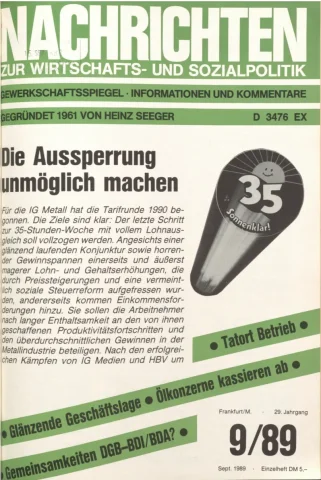 NACHRICHTEN
ZUR WIRTSCHAFTS- UND SOZIALPOLITIK
GEWERKSCHAFTSSPIEGEL · INFORMATIONEN UND KOMMENTARE
GEGRÜNDET 1961 VON HEINZ SEEGER D 3476 EX
Die Aussperrung
unmöglich machen
Für die IG Metall hat die Tarifrunde 1990 be-
gonnen. Die Ziele sind klar: Der letzte Schritt
zur 35-Stunden-Woche mit vollem Lohnaus-
gleich soll vollzogen werden. Angesichts einer
glänzend laufenden Konjunktur sowie horren-
der Gewinnspannen einerseits und äußerst
magerer Lohn- und Gehaltserhöhungen, die
durch Preissteigerungen und eine vermeint-
lich soziale Steuerreform aufgefressen wur-
den, andererseits kommen Einkommensfor-
derungen hinzu. Sie sollen die Arbeitnehmer
nach langer Enthaltsamkeit an den von ihnen
geschaffenen Produktivitätsfortschritten und
den überdurchschnittlichen Gewinnen in der
Metallindustrie beteiligen. Nach den erfolgrei-
chen Kämpfen von IG Medien und HBV um
35
Sonnenklar!
• Tatort Betrieb •
• Glänzende Geschäftslage • Ölkonzerne kassieren ab •
Gemeinsamkeiten DGB-BDI/BDA? •
Frankfurt/M. · 29. Jahrgang
9/89
Sept. 1989 · Einzelheft DM 5,–